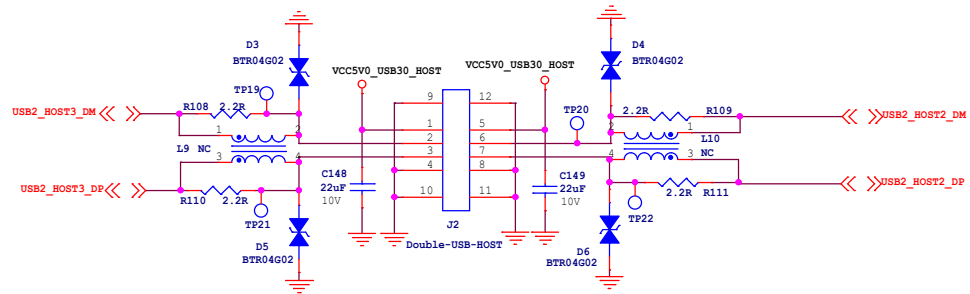 D3
BTR04G02
D4
BTR04G02
VCC5V0_USB30_HOST
VCC5V0_USB30_HOST
TP19
TP20
USB2_HOST3_DM
R108
2.2R
2.2R
R109
USB2_HOST2_DM
9
12
1
5
2
6
3
7
4
8
10
11
1
2
L9
NC
3
4
2
1
L10
4
3
NC
C148
22uF
10V
C149
22uF
10V
USB2_HOST3_DP
R110
2.2R
TP21
2.2R
R111
TP22
USB2_HOST2_DP
J2
Double-USB-HOST
D5
BTR04G02
D6
BTR04G02